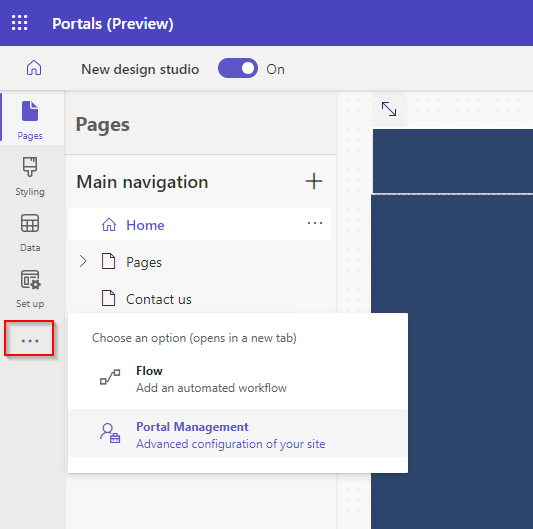 Portals (Preview)
New design studio
On
Pages
Styling
Data
Set up
Pages
Main navigation
Home
Pages
Contact us
Choose an option (opens in a new tab)
Flow
Add an automated workflow
Portal Management
Advanced configuration of your site